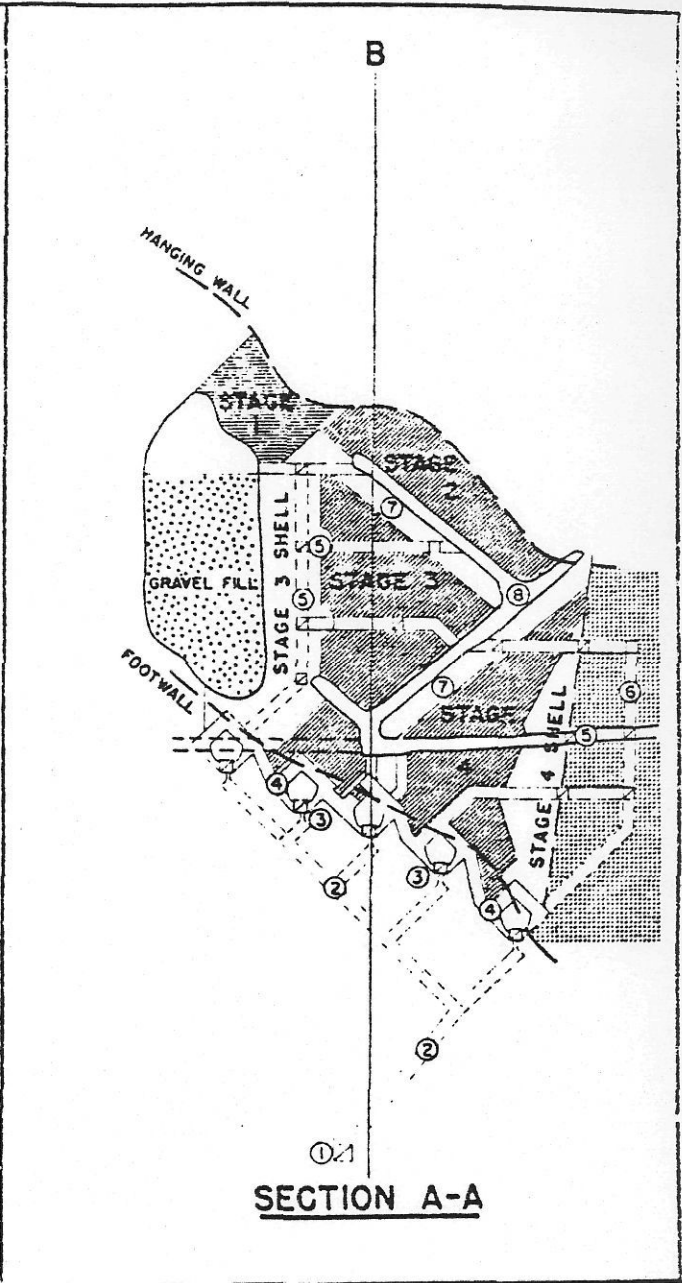 B
HANGING WALL
STAGE
1
STAGE
2
7
STAGE 3 SHELL
5
STAGE 3
8
GRAVEL FILL
5
FOOTWALL
7
6
STAGE
4
5
STAGE 4 SHELL
4
3
3
2
4
2
1
SECTION A-A